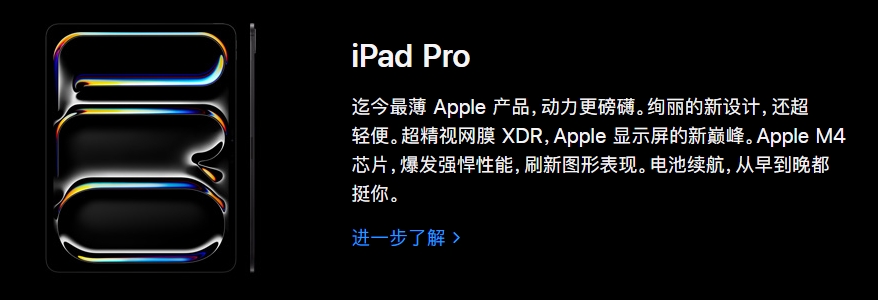 iPad Pro
迄今最薄 Apple 产品，动力更磅礴。绚丽的新设计，还超
轻便。超精视网膜 XDR，Apple 显示屏的新巅峰。Apple M4
芯片，爆发强悍性能，刷新图形表现。电池续航，从早到晚都
挺你。
进一步了解 >